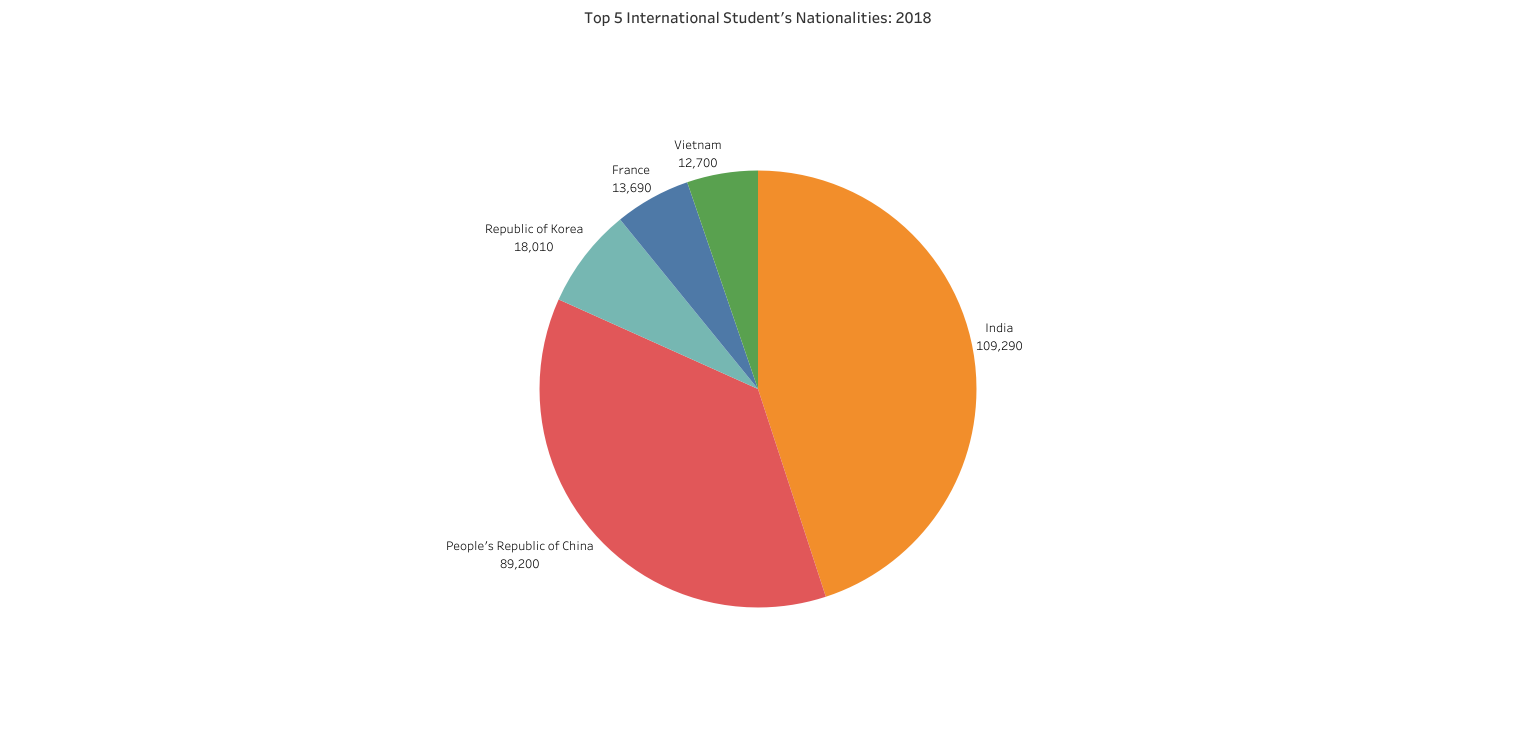 Top 5 International Student’s Nationalities: 2018
Vietnam
12,700
France
13,690
Republic of Korea
18,010
India
109,290
People’s Republic of China
89,200